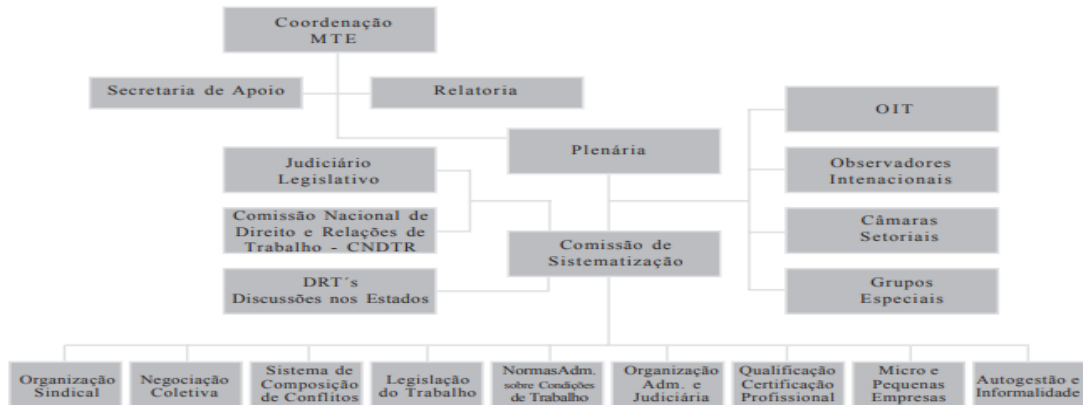 Coordenação
MTE
Secretaria de Apoio
Relatoria
OIT
Plenária
Judiciário
Legislativo
Observadores
Intenacionais
Comissão Nacional de
Direito e Relações de
Trabalho - CNDTR
Câmaras
Setoriais
Comissão de
Sistematização
DRT´s
Discussões nos Estados
Grupos
Especiais
Organização
Sindical
Negociação
Coletiva
Sistema de
Composição
de Conflitos
Legislação
do Trabalho
NormasAdm.
sobre Condições
de Trabalho
Organização
Adm. e
Judiciária
Qualificação
Certificação
Profissional
Micro e
Pequenas
Empresas
Autogestão e
Informalidade